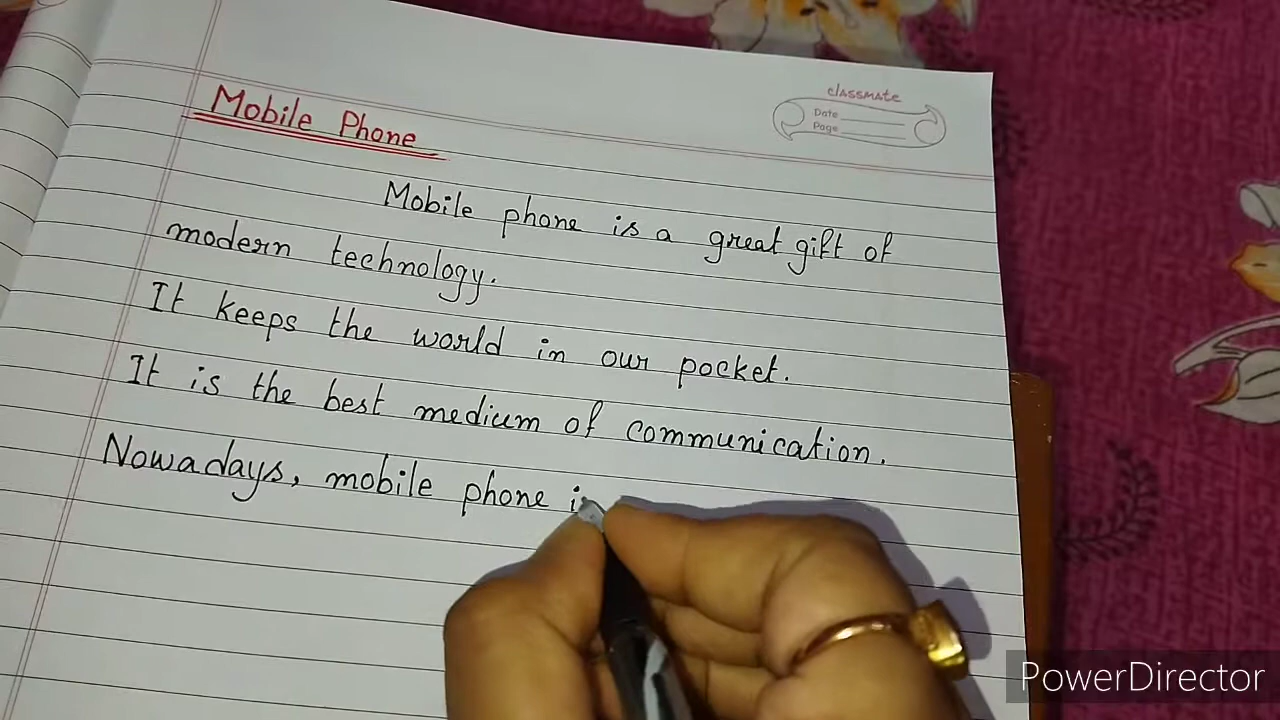 classmate
Date
Page
Mobile Phone
Mobile phone is a great gift of
modern technology.
It keeps the world in our pocket.
It is the best medium of communication.
Nowadays, mobile phone i
PowerDirector